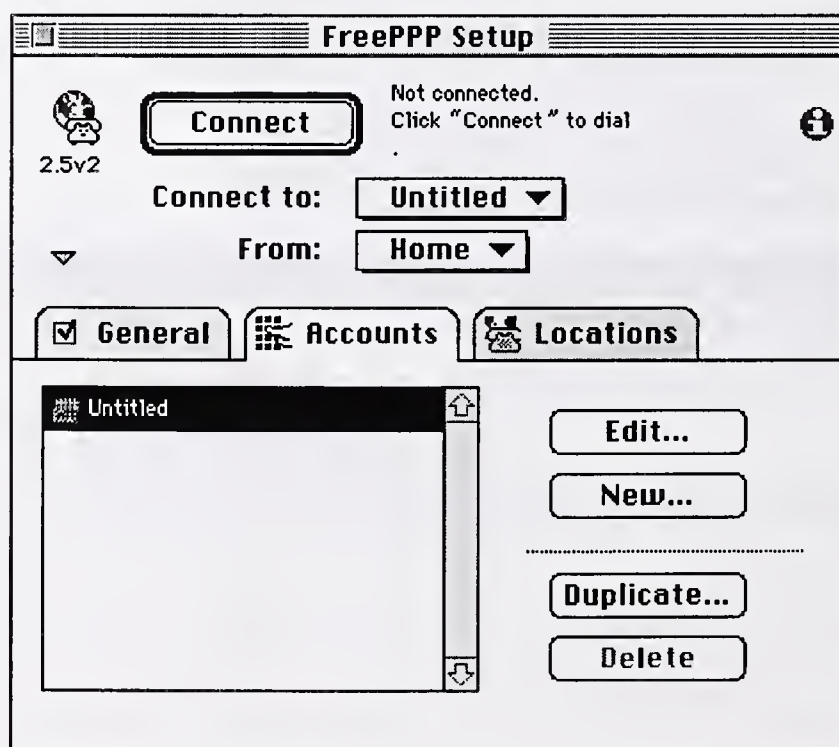 FreePPP Setup
Connect
Not connected.
Click "Connect" to dial
.
2.5v2
Connect to: Untitled
From: Home
General Accounts Locations
Untitled
Edit...
New...
Duplicate...
Delete